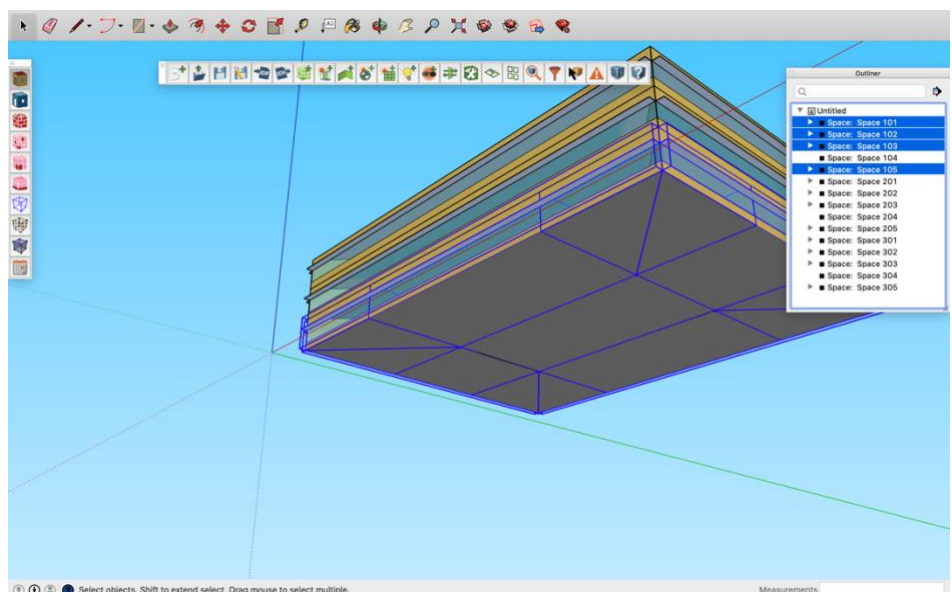 Outliner
Untitled
Space: Space 101
Space: Space 102
Space: Space 103
Space: Space 104
Space: Space 105
Space: Space 201
Space: Space 202
Space: Space 203
Space: Space 204
Space: Space 205
Space: Space 301
Space: Space 302
Space: Space 303
Space: Space 304
Space: Space 305
Select objects. Shift to extend select. Drag mouse to select multiple.
Measurements